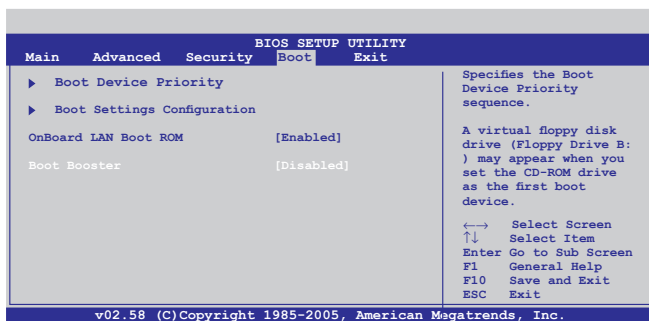 BIOS SETUP UTILITY
Main Advanced Security Boot Exit
Boot Device Priority
Boot Settings Configuration
OnBoard LAN Boot ROM [Enabled]
Boot Booster [Disabled]
Specifies the Boot
Device Priority
sequence.
A virtual floppy disk
drive (Floppy Drive B:
) may appear when you
set the CD-ROM drive
as the first boot
device.
←→ Select Screen
↑↓ Select Item
Enter Go to Sub Screen
F1 General Help
F10 Save and Exit
ESC Exit
v02.58 (C)Copyright 1985-2005, American Megatrends, Inc.